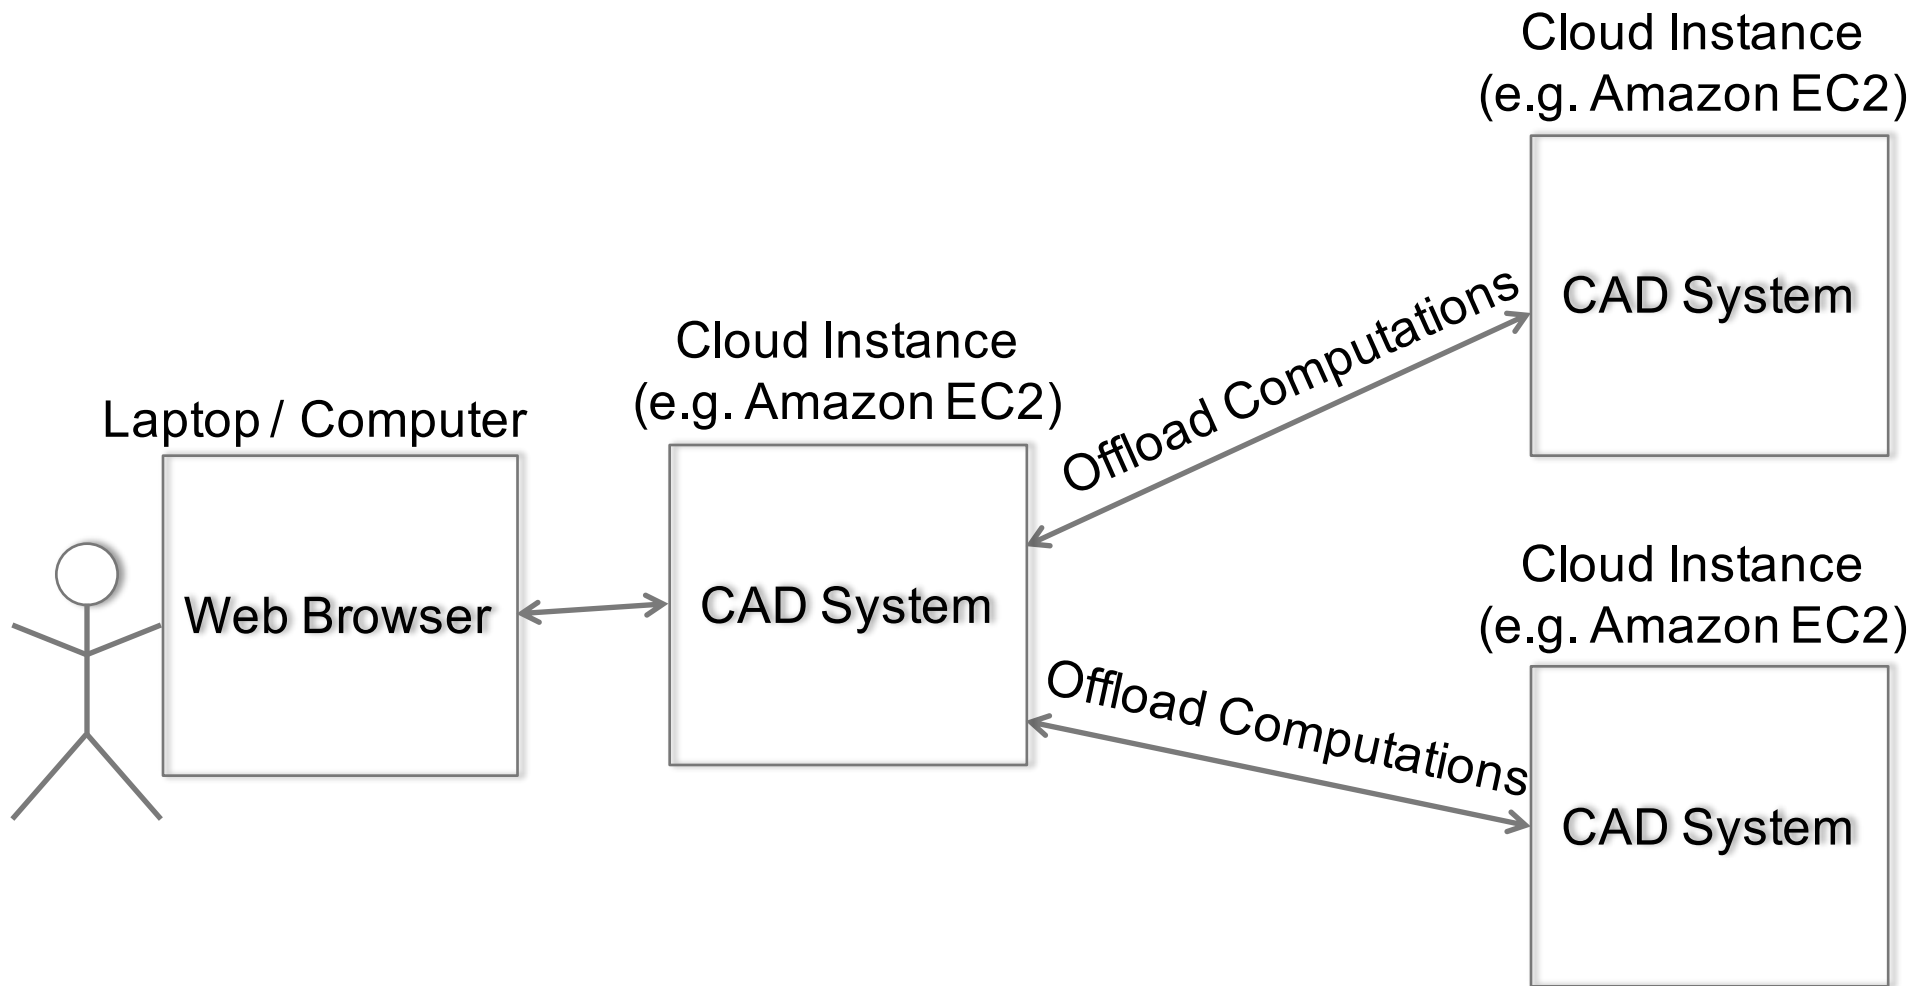 Cloud Instance
(e.g. Amazon EC2)
CAD System
Offload Computations
Cloud Instance
(e.g. Amazon EC2)
Laptop / Computer
Web Browser
CAD System
Cloud Instance
(e.g. Amazon EC2)
Offload Computations
CAD System